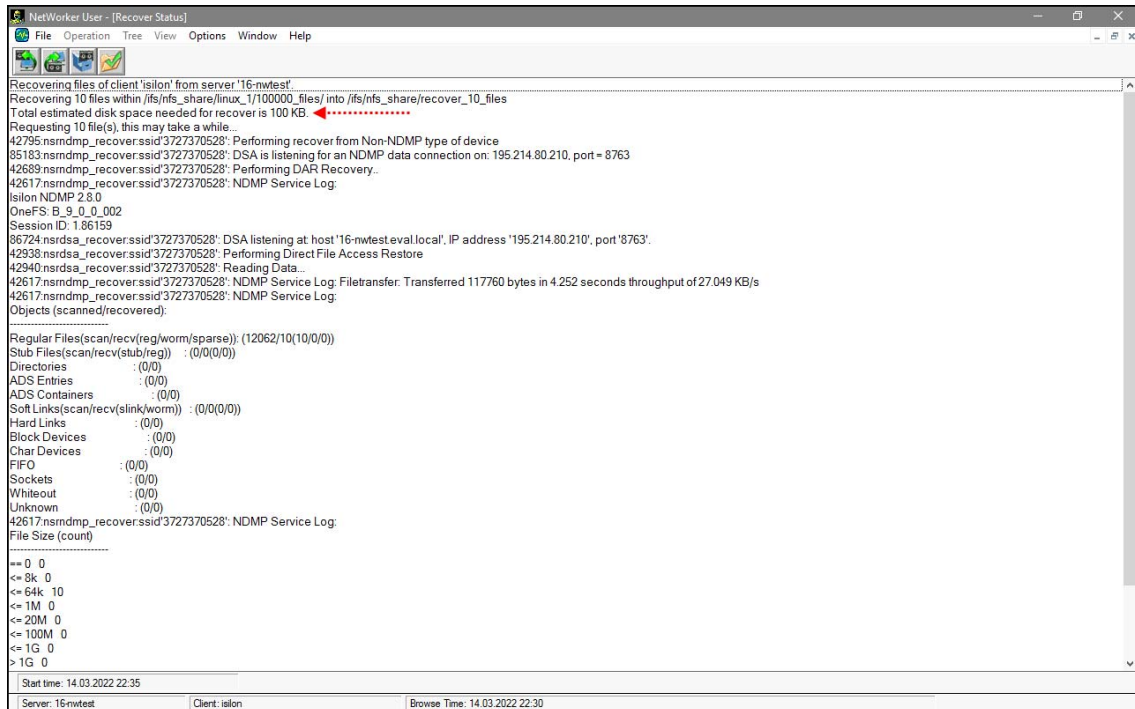 NetWorker User - [Recover Status]
File Operation Tree View Options Window Help
Recovering files of client 'isilon' from server '16-nwtest'.
Recovering 10 files within /ifs/nfs_share/linux_1/100000_files/ into /ifs/nfs_share/recover_10_files
Total estimated disk space needed for recover is 100 KB.
Requesting 10 file(s), this may take a while...
42795:nsrndmp_recover:ssid'3727370528': Performing recover from Non-NDMP type of device
85183:nsrndmp_recover:ssid'3727370528': DSA is listening for an NDMP data connection on: 195.214.80.210, port = 8763
42689:nsrndmp_recover:ssid'3727370528': Performing DAR Recovery..
42617:nsrndmp_recover:ssid'3727370528': NDMP Service Log:
Isilon NDMP 2.8.0
OneFS: B_9_0_0_002
Session ID: 1.86159
86724:nsrdsa_recover:ssid'3727370528': DSA listening at: host '16-nwtest.eval.local', IP address '195.214.80.210', port '8763'.
42938:nsrdsa_recover:ssid'3727370528': Performing Direct File Access Restore
42940:nsrdsa_recover:ssid'3727370528': Reading Data...
42617:nsrndmp_recover:ssid'3727370528': NDMP Service Log: Filetransfer: Transferred 117760 bytes in 4.252 seconds throughput of 27.049 KB/s
42617:nsrndmp_recover:ssid'3727370528': NDMP Service Log:
Objects (scanned/recovered):
----------------------------
Regular Files(scan/recv(reg/worm/sparse)): (12062/10(10/0/0))
Stub Files(scan/recv(stub/reg)) : (0/0(0/0))
Directories : (0/0)
ADS Entries : (0/0)
ADS Containers : (0/0)
Soft Links(scan/recv(slink/worm)) : (0/0(0/0))
Hard Links : (0/0)
Block Devices : (0/0)
Char Devices : (0/0)
FIFO : (0/0)
Sockets : (0/0)
Whiteout : (0/0)
Unknown : (0/0)
42617:nsrndmp_recover:ssid'3727370528': NDMP Service Log:
File Size (count)
----------------------------
== 0 0
<= 8k 0
<= 64k 10
<= 1M 0
<= 20M 0
<= 100M 0
<= 1G 0
> 1G 0
Start time: 14.03.2022 22:35
Server: 16-nwtest Client: isilon Browse Time: 14.03.2022 22:30